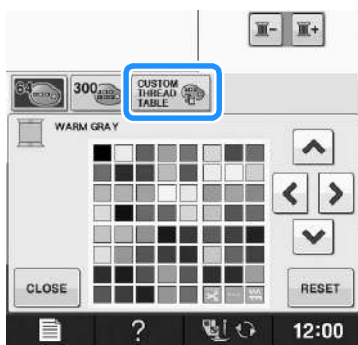 64
300
CUSTOM
THREAD
TABLE
WARM GRAY
CLOSE
RESET
?
12:00